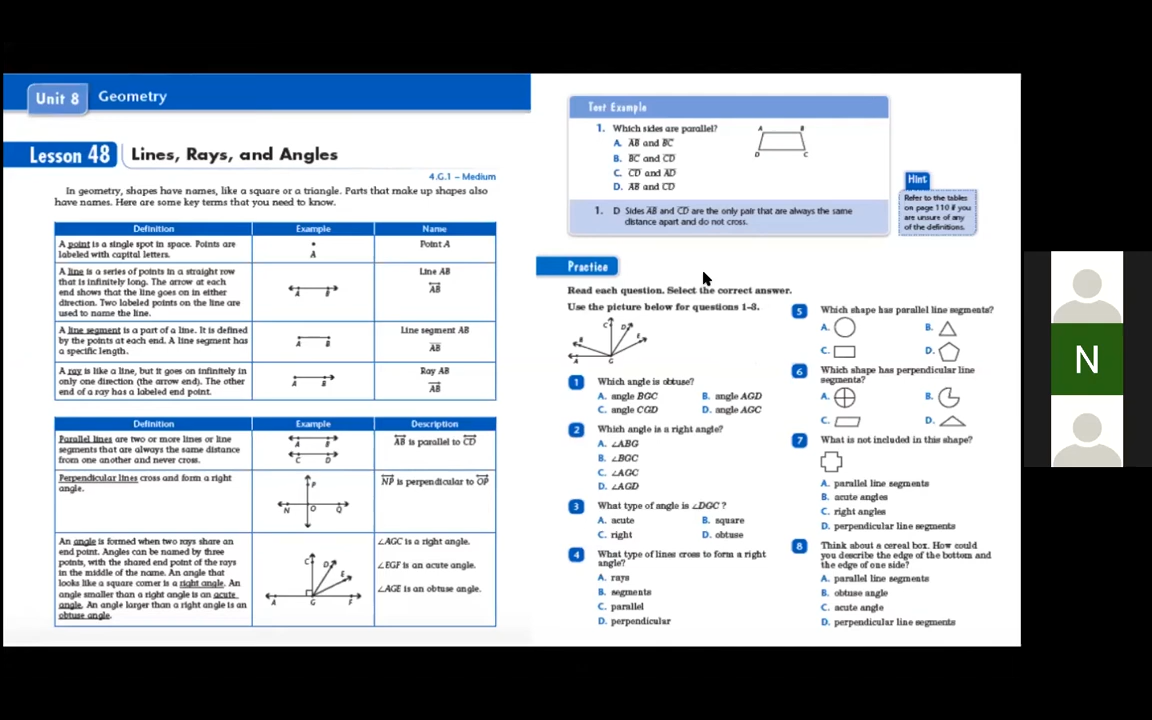 Unit 8
Geometry
Lesson 48
Lines, Rays, and Angles
4.G.1 – Medium
In geometry, shapes have names, like a square or a triangle. Parts that make up shapes also
have names. Here are some key terms that you need to know.
Definition
Example
Name
A point is a single spot in space. Points are
labeled with capital letters.
A
Point A
A line is a series of points in a straight row
that is infinitely long. The arrow at each
end shows that the line goes on in either
direction. Two labeled points on the line are
used to name the line.
A B
Line AB
AB
A line segment is a part of a line. It is defined
by the points at each end. A line segment has
a specific length.
A B
Line segment AB
AB
A ray is like a line, but it goes on infinitely in
only one direction (the arrow end). The other
end of a ray has a labeled end point.
A B
Ray AB
AB
Definition
Example
Description
Parallel lines are two or more lines or line
segments that are always the same distance
from one another and never cross.
A B
C D
AB is parallel to CD
Perpendicular lines cross and form a right
angle.
P
N O Q
NP is perpendicular to OP
An angle is formed when two rays share an
end point. Angles can be named by three
points, with the shared end point of the rays
in the middle of the name. An angle that
looks like a square corner is a right angle. An
angle smaller than a right angle is an acute
angle. An angle larger than a right angle is an
obtuse angle.
C D E
A G F
∠AGC is a right angle.
∠EGF is an acute angle.
∠AGE is an obtuse angle.
Test Example
1. Which sides are parallel?
A. AB and BC
B. BC and CD
C. CD and AD
D. AB and CD
A B
D C
1. D Sides AB and CD are the only pair that are always the same
distance apart and do not cross.
Hint
Refer to the tables
on page 110 if you
are unsure of any
of the definitions.
Practice
Read each question. Select the correct answer.
Use the picture below for questions 1–3.
C D E
B
A G
1 Which angle is obtuse?
A. angle BGC B. angle AGD
C. angle CGD D. angle AGC
2 Which angle is a right angle?
A. ∠ABG
B. ∠BGC
C. ∠AGC
D. ∠AGD
3 What type of angle is ∠DGC?
A. acute B. square
C. right D. obtuse
4 What type of lines cross to form a right
angle?
A. rays
B. segments
C. parallel
D. perpendicular
5 Which shape has parallel line segments?
A. B.
C. D.
6 Which shape has perpendicular line
segments?
A. B.
C. D.
7 What is not included in this shape?
A. parallel line segments
B. acute angles
C. right angles
D. perpendicular line segments
8 Think about a cereal box. How could
you describe the edge of the bottom and
the edge of one side?
A. parallel line segments
B. obtuse angle
C. acute angle
D. perpendicular line segments
N